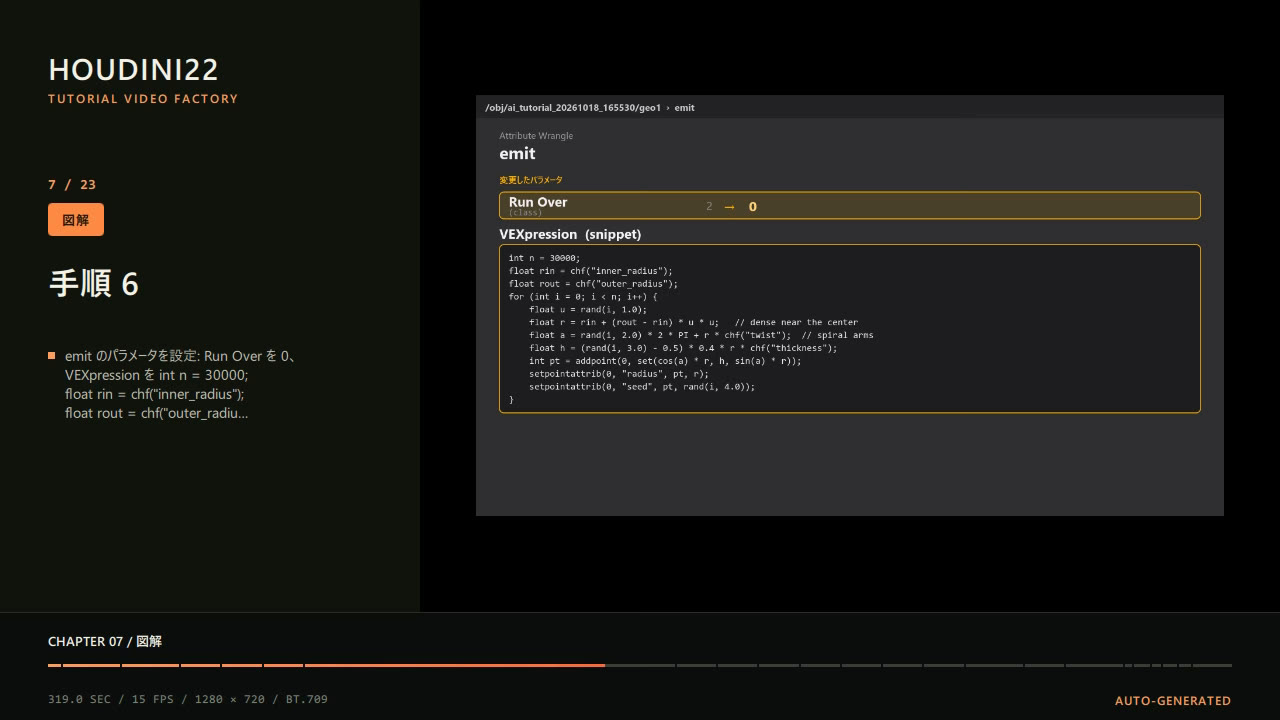 HOUDINI22
TUTORIAL VIDEO FACTORY
7 / 23
図解
手順 6
emit のパラメータを設定: Run Over を 0、
VEXpression を int n = 30000;
float rin = chf("inner_radius");
float rout = chf("outer_radiu...
/obj/ai_tutorial_20261018_165530/geo1 › emit
Attribute Wrangle
emit
変更したパラメータ
Run Over
(class)
2 → 0
VEXpression (snippet)
int n = 30000;
float rin = chf("inner_radius");
float rout = chf("outer_radius");
for (int i = 0; i < n; i++) {
    float u = rand(i, 1.0);
    float r = rin + (rout - rin) * u * u;   // dense near the center
    float a = rand(i, 2.0) * 2 * PI + r * chf("twist");  // spiral arms
    float h = (rand(i, 3.0) - 0.5) * 0.4 * r * chf("thickness");
    int pt = addpoint(0, set(cos(a) * r, h, sin(a) * r));
    setpointattrib(0, "radius", pt, r);
    setpointattrib(0, "seed", pt, rand(i, 4.0));
}
CHAPTER 07 / 図解
319.0 SEC / 15 FPS / 1280 × 720 / BT.709
AUTO-GENERATED